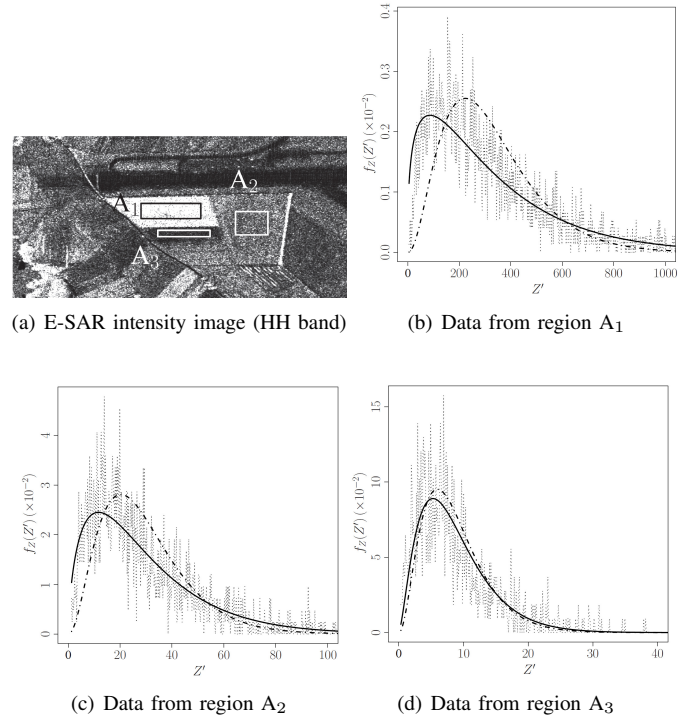 A₁
A₂
A₃
(a) E-SAR intensity image (HH band)
f_Z(Z′) (×10⁻²)
0.4
0.3
0.2
0.1
0.0
0 200 400 600 800 1000
Z′
(b) Data from region A₁
f_Z(Z′) (×10⁻²)
4
3
2
1
0
0 20 40 60 80 100
Z′
(c) Data from region A₂
f_Z(Z′) (×10⁻²)
15
10
5
0
0 10 20 30 40
Z′
(d) Data from region A₃